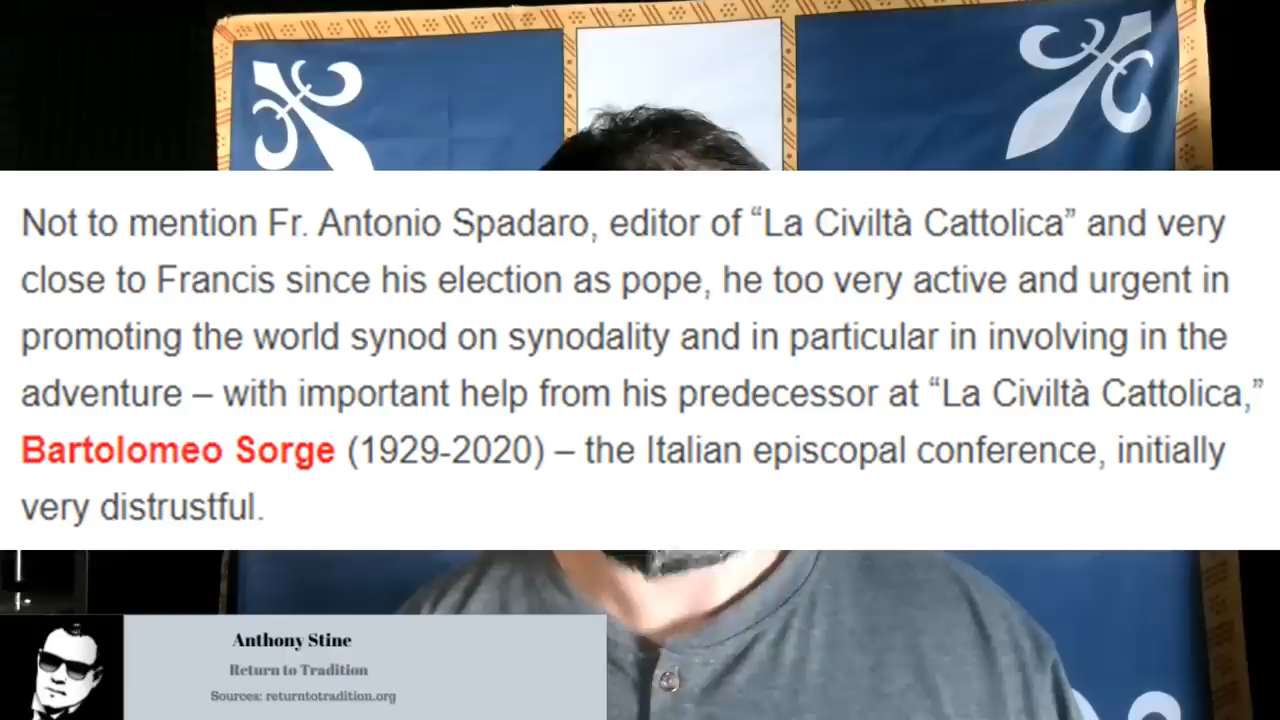 Not to mention Fr. Antonio Spadaro, editor of “La Civiltà Cattolica” and very
close to Francis since his election as pope, he too very active and urgent in
promoting the world synod on synodality and in particular in involving in the
adventure – with important help from his predecessor at “La Civiltà Cattolica,”
Bartolomeo Sorge (1929-2020) – the Italian episcopal conference, initially
very distrustful.
Anthony Stine
Return to Tradition
Sources: returntotradition.org